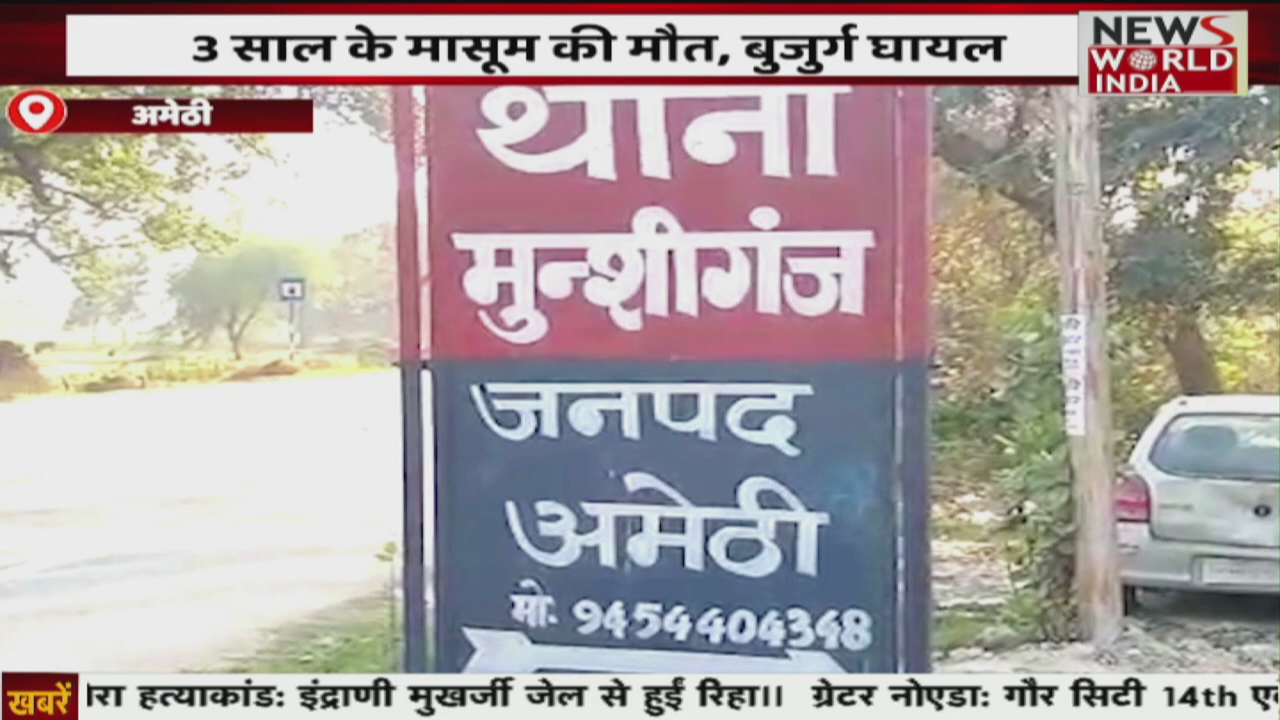 3 साल के मासूम की मौत, बुजुर्ग घायल
NEWS
WORLD
INDIA
अमेठी
थाना
मुन्शीगंज
जनपद
अमेठी
मो. 9454404348
खबरें
हत्याकांड: इंद्राणी मुखर्जी जेल से हुईं रिहा।। ग्रेटर नोएडा: गौर सिटी 14th